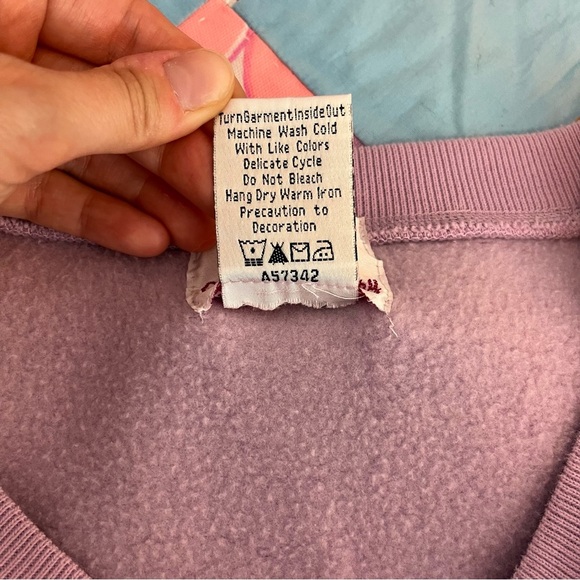 TurnGarmentInsideOut
Machine Wash Cold
With Like Colors
Delicate Cycle
Do Not Bleach
Hang Dry Warm Iron
Precaution to
Decoration
A57342